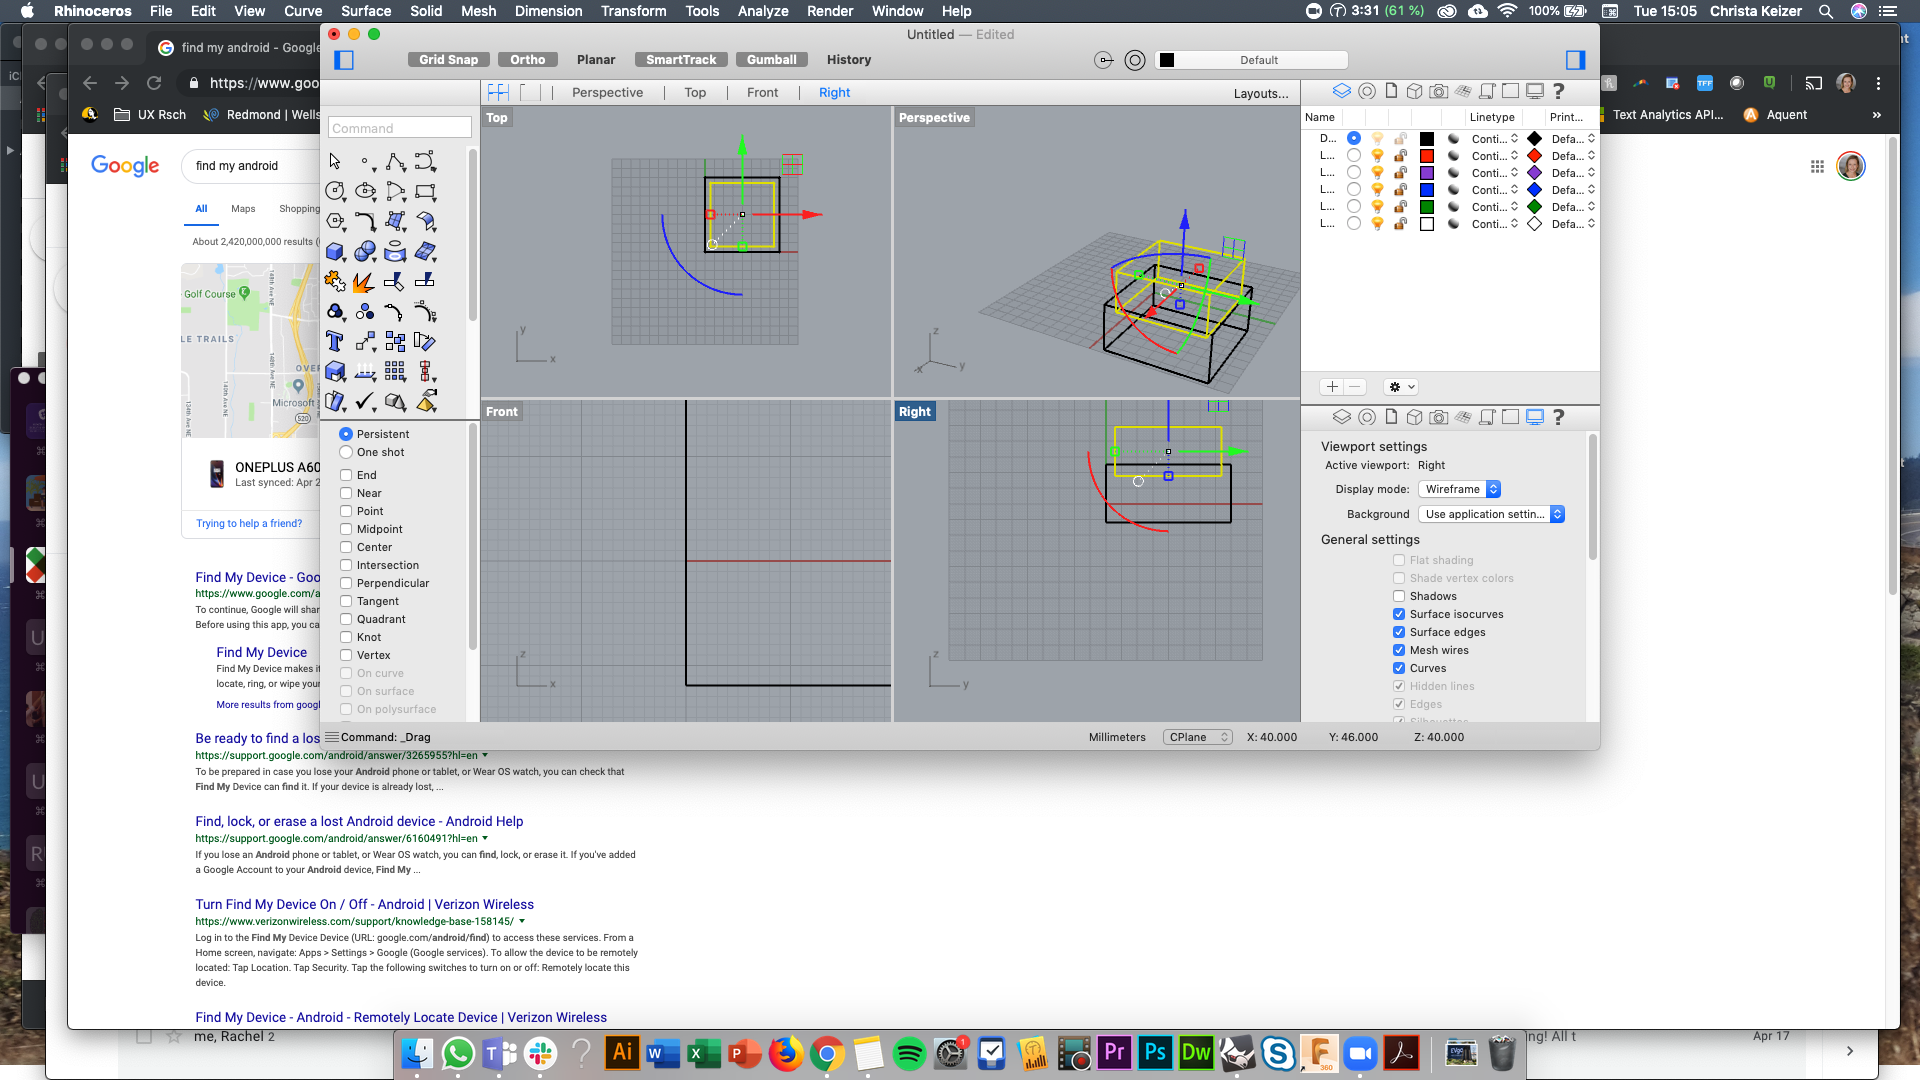 Rhinoceros File Edit View Curve Surface Solid Mesh Dimension Transform Tools Analyze Render Window Help
3:31 (61 %) 100% Tue 15:05 Christa Keizer
Untitled — Edited
find my android - Google
Grid Snap Ortho Planar SmartTrack Gumball History Default
https://www.goo
Perspective | Top | Front | Right Layouts...
UX Rsch Redmond | Wells
TFF
Text Analytics API... Aquent »
Command
Top
Perspective
Name Linetype Print...
D... Conti... Defa...
L... Conti... Defa...
L... Conti... Defa...
L... Conti... Defa...
L... Conti... Defa...
L... Conti... Defa...
Google
find my android
All Maps Shopping
About 2,420,000,000 results (
Golf Course
LE TRAILS
OVER
Microsoft
520
148th Ave NE
134th Ave NE
y
x
z
y
x
Front
Right
Persistent
One shot
End
Near
Point
Midpoint
Center
Intersection
Perpendicular
Tangent
Quadrant
Knot
Vertex
On curve
On surface
On polysurface
z
x
z
y
Viewport settings
Active viewport: Right
Display mode: Wireframe
Background Use application settin...
General settings
Flat shading
Shade vertex colors
Shadows
Surface isocurves
Surface edges
Mesh wires
Curves
Hidden lines
Edges
Silhouettes
Command: _Drag
Millimeters CPlane X: 40.000 Y: 46.000 Z: 40.000
ONEPLUS A60
Last synced: Apr 2
Trying to help a friend?
Find My Device - Goo
https://www.google.com/a
To continue, Google will shar
Before using this app, you ca
Find My Device
Find My Device makes it
locate, ring, or wipe your
More results from googl
Be ready to find a los
https://support.google.com/android/answer/3265955?hl=en
To be prepared in case you lose your Android phone or tablet, or Wear OS watch, you can check that
Find My Device can find it. If your device is already lost, ...
Find, lock, or erase a lost Android device - Android Help
https://support.google.com/android/answer/6160491?hl=en
If you lose an Android phone or tablet, or Wear OS watch, you can find, lock, or erase it. If you've added
a Google Account to your Android device, Find My ...
Turn Find My Device On / Off - Android | Verizon Wireless
https://www.verizonwireless.com/support/knowledge-base-158145/
Log in to the Find My Device Device (URL: google.com/android/find) to access these services. From a
Home screen, navigate: Apps > Settings > Google (Google services). To allow the device to be remotely
located: Tap Location. Tap Security. Tap the following switches to turn on or off: Remotely locate this
device.
Find My Device - Android - Remotely Locate Device | Verizon Wireless
me, Rachel 2
ng! All t
Apr 17
Ai W X P 1 Pr Ps Dw S F 360